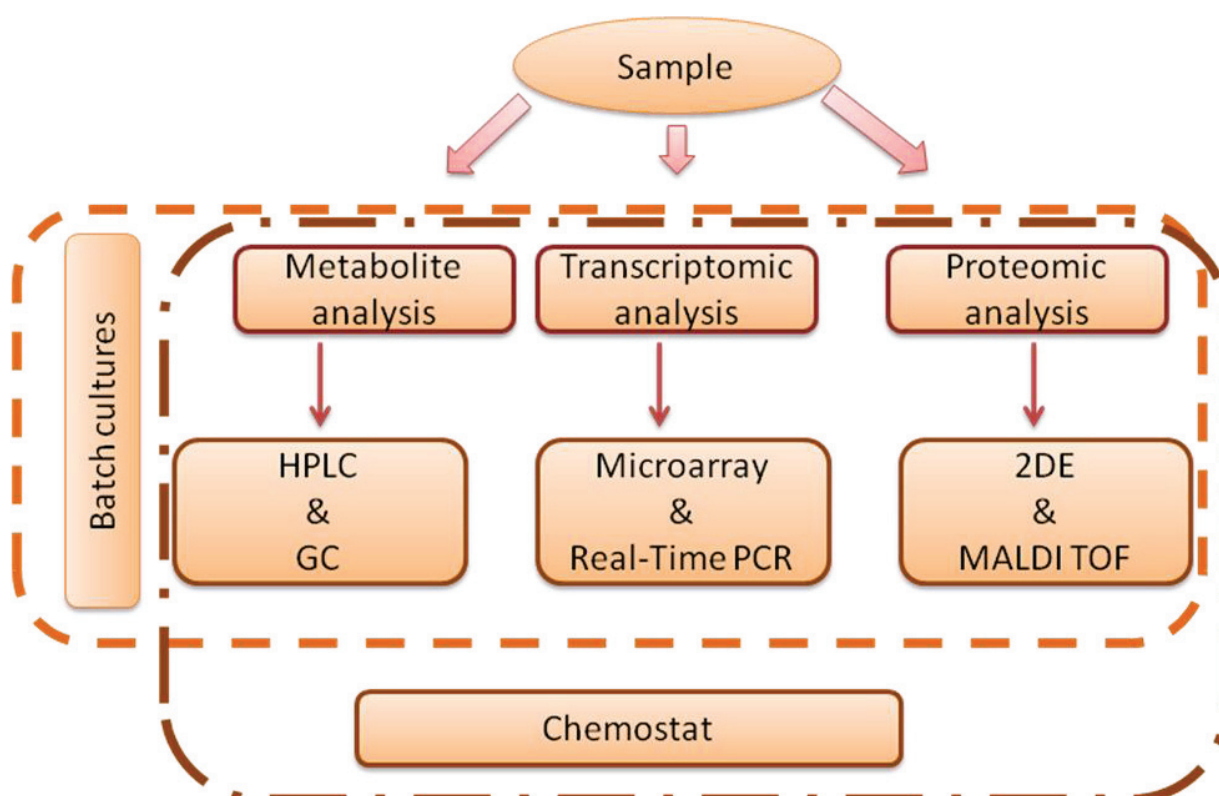 Sample
Batch cultures
Metabolite
analysis
Transcriptomic
analysis
Proteomic
analysis
HPLC
&
GC
Microarray
&
Real-Time PCR
2DE
&
MALDI TOF
Chemostat